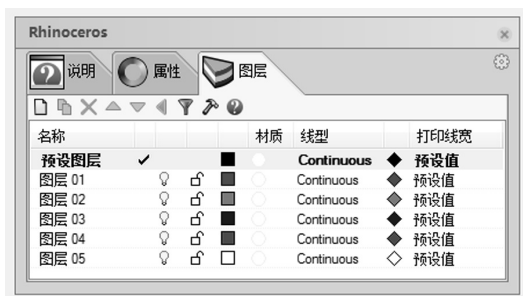 Rhinoceros
说明 属性 图层
名称 材质 线型 打印线宽
预设图层 Continuous 预设值
图层 01 Continuous 预设值
图层 02 Continuous 预设值
图层 03 Continuous 预设值
图层 04 Continuous 预设值
图层 05 Continuous 预设值